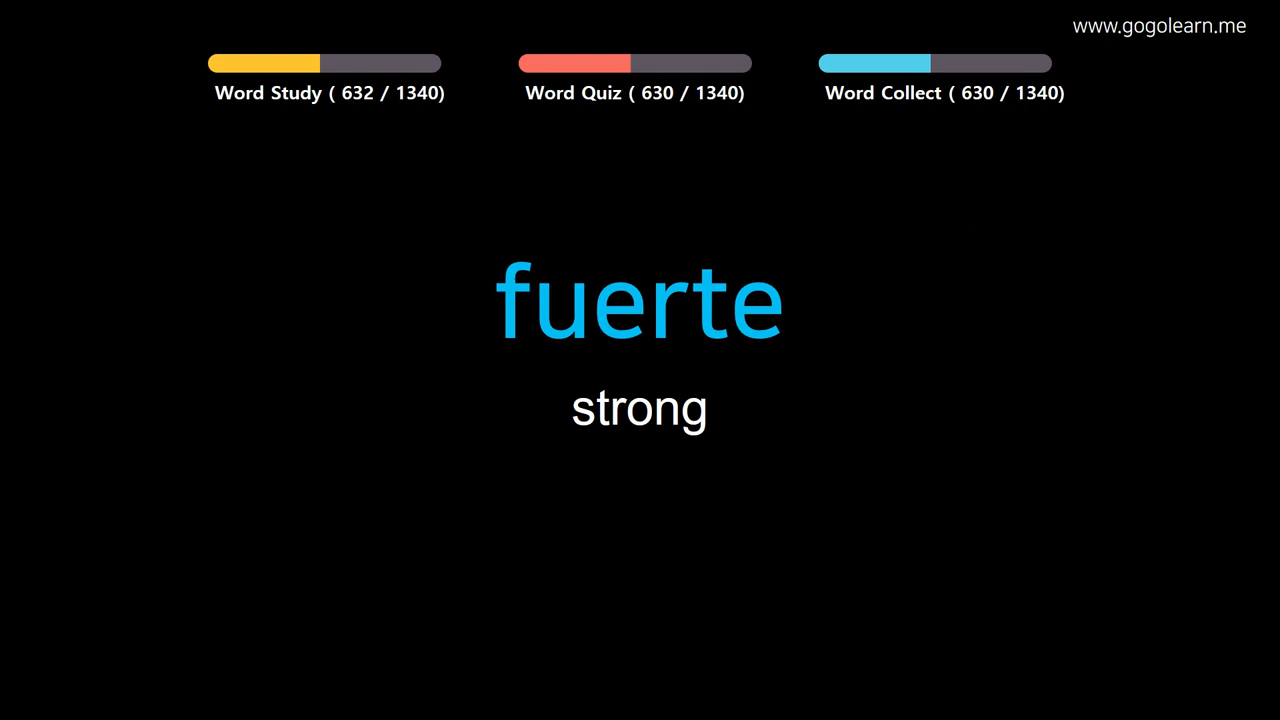 www.gogolearn.me
Word Study ( 632 / 1340)
Word Quiz ( 630 / 1340)
Word Collect ( 630 / 1340)
fuerte
strong